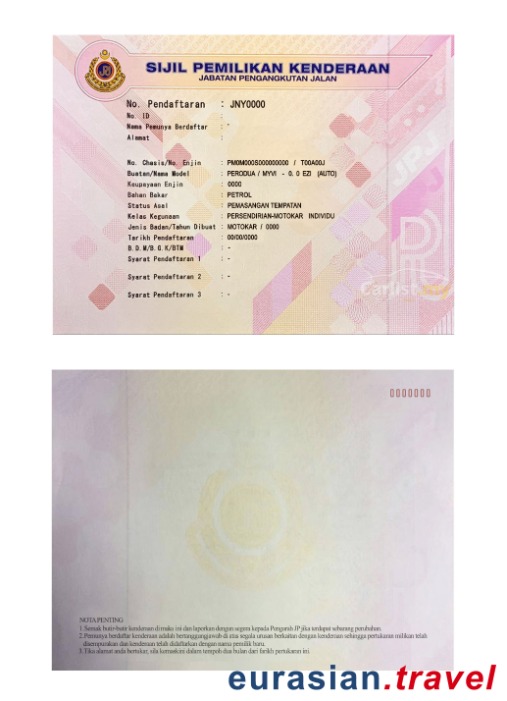 SIJIL PEMILIKAN KENDERAAN
JABATAN PENGANGKUTAN JALAN
No. Pendaftaran : JNY0000
No. ID :
Nama Pemunya Berdaftar : -
Alamat :
No. Chasis/No. Enjin : PM0M000S000000000 / T00A00J
Buatan/Nama Model : PERODUA / MYVI - 0.0 EZI (AUTO)
Keupayaan Enjin : 0000
Bahan Bakar : PETROL
Status Asal : PEMASANGAN TEMPATAN
Kelas Kegunaan : PERSENDIRIAN-MOTOKAR INDIVIDU
Jenis Badan/Tahun Dibuat : MOTOKAR / 0000
Tarikh Pendaftaran : 00/00/0000
B.D.M/B.G.K/BTM : -
Syarat Pendaftaran 1 : -
Syarat Pendaftaran 2 : -
Syarat Pendaftaran 3 : -
JPJ
Carlist.my
0000000
NOTA PENTING
1. Semak butir-butir kenderaan di muka ini dan laporkan dengan segera kepada Pengarah JPJ jika terdapat sebarang perubahan.
2. Pemunya berdaftar kenderaan adalah bertanggungjawab di atas segala urusan berkaitan dengan kenderaan sehingga pertukaran milikan telah
disempurnakan dan kenderaan telah didaftarkan dengan nama pemilik baru.
3. Jika alamat anda bertukar, sila kemaskini dalam tempoh dua bulan dari tarikh pertukaran ini.
eurasian.travel